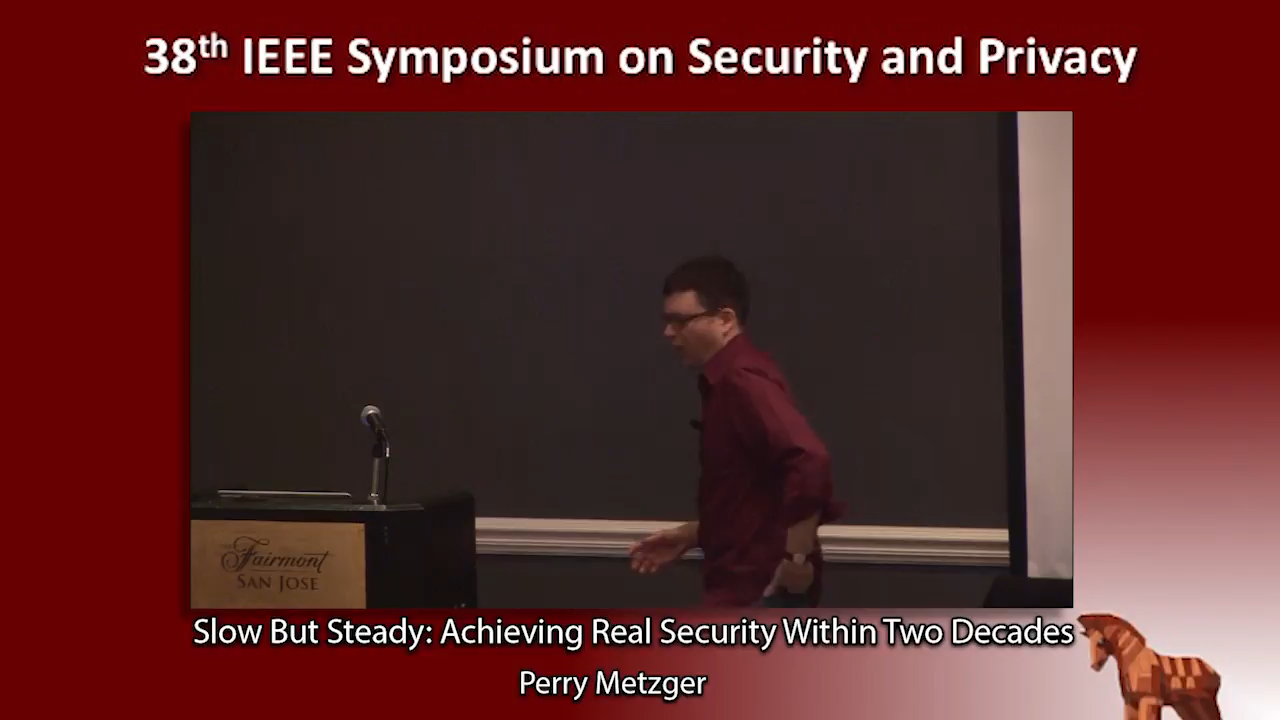 38th IEEE Symposium on Security and Privacy
Fairmont
SAN JOSE
Slow But Steady: Achieving Real Security Within Two Decades
Perry Metzger